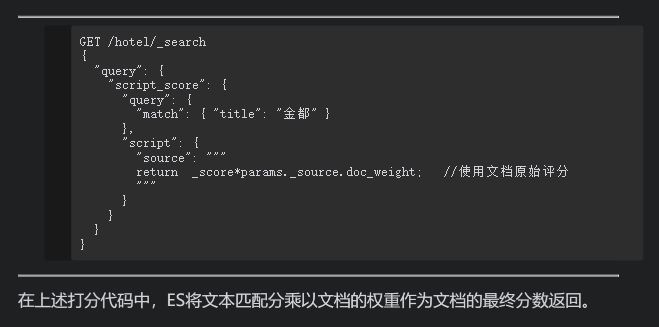 GET /hotel/_search
{
  "query": {
    "script_score": {
      "query": {
        "match": { "title": "金都" }
      },
      "script": {
        "source": """
        return  _score*params._source.doc_weight;   //使用文档原始评分
        """
      }
    }
  }
}
在上述打分代码中，ES将文本匹配分乘以文档的权重作为文档的最终分数返回。